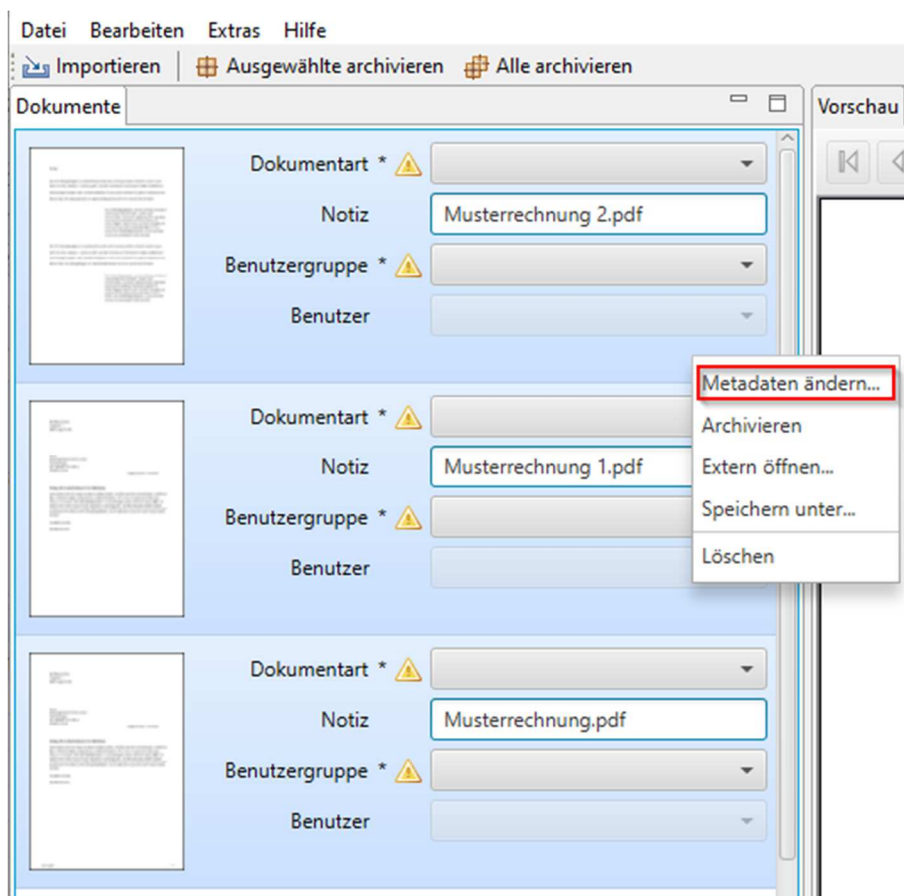 Datei Bearbeiten Extras Hilfe
Importieren Ausgewählte archivieren Alle archivieren
Dokumente
Vorschau
Dokumentart *
Notiz Musterrechnung 2.pdf
Benutzergruppe *
Benutzer
Dokumentart *
Notiz Musterrechnung 1.pdf
Benutzergruppe *
Benutzer
Metadaten ändern...
Archivieren
Extern öffnen...
Speichern unter...
Löschen
Dokumentart *
Notiz Musterrechnung.pdf
Benutzergruppe *
Benutzer